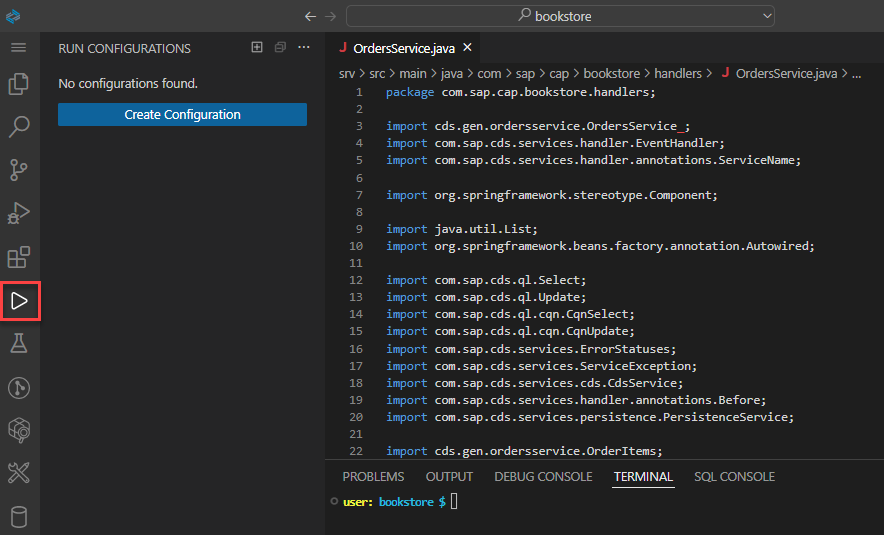 bookstore
RUN CONFIGURATIONS
No configurations found.
Create Configuration
J OrdersService.java
srv > src > main > java > com > sap > cap > bookstore > handlers > J OrdersService.java > ...
1 package com.sap.cap.bookstore.handlers;
2
3 import cds.gen.ordersservice.OrdersService_;
4 import com.sap.cds.services.handler.EventHandler;
5 import com.sap.cds.services.handler.annotations.ServiceName;
6
7 import org.springframework.stereotype.Component;
8
9 import java.util.List;
10 import org.springframework.beans.factory.annotation.Autowired;
11
12 import com.sap.cds.ql.Select;
13 import com.sap.cds.ql.Update;
14 import com.sap.cds.ql.cqn.CqnSelect;
15 import com.sap.cds.ql.cqn.CqnUpdate;
16 import com.sap.cds.services.ErrorStatuses;
17 import com.sap.cds.services.ServiceException;
18 import com.sap.cds.services.cds.CdsService;
19 import com.sap.cds.services.handler.annotations.Before;
20 import com.sap.cds.services.persistence.PersistenceService;
21
22 import cds.gen.ordersservice.OrderItems;
PROBLEMS OUTPUT DEBUG CONSOLE TERMINAL SQL CONSOLE
user: bookstore $